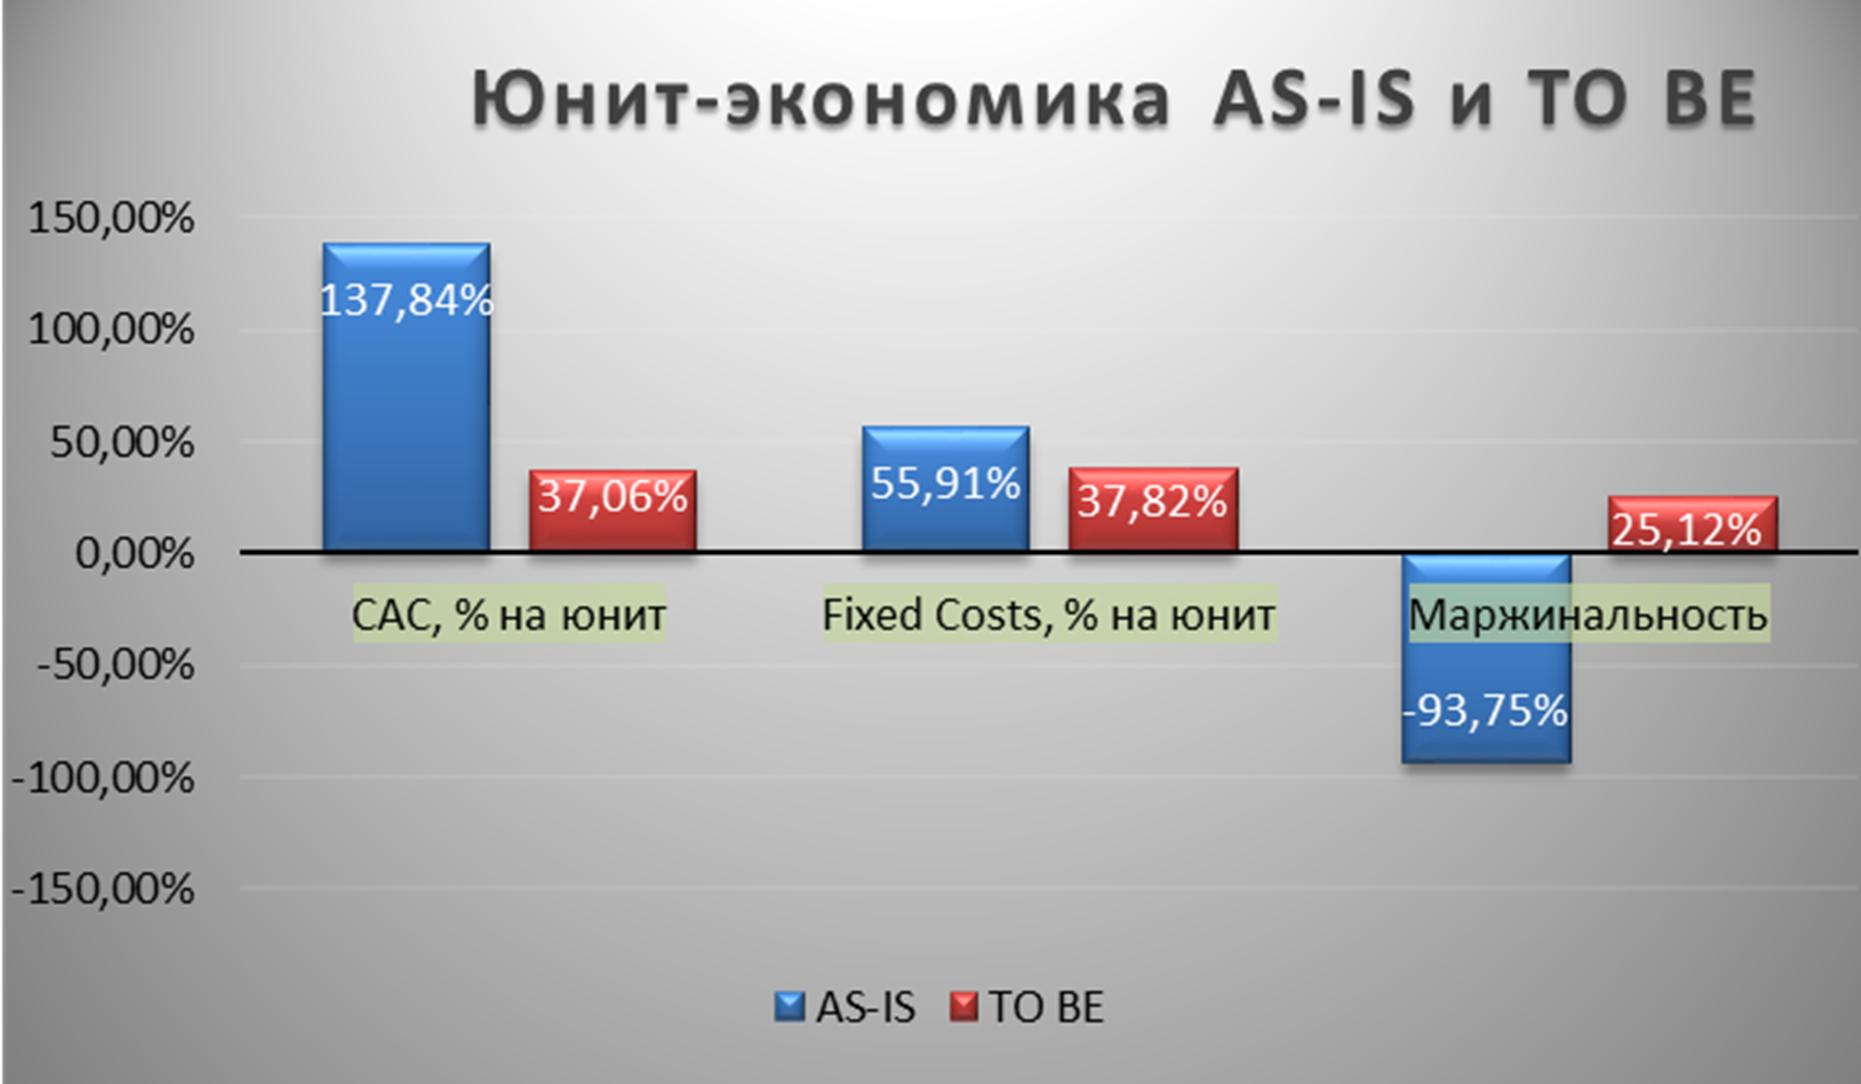 Юнит-экономика AS-IS и TO BE
150,00%
100,00%
50,00%
0,00%
-50,00%
-100,00%
-150,00%
137,84%
37,06%
55,91%
37,82%
25,12%
-93,75%
CAC, % на юнит
Fixed Costs, % на юнит
Маржинальность
AS-IS
TO BE